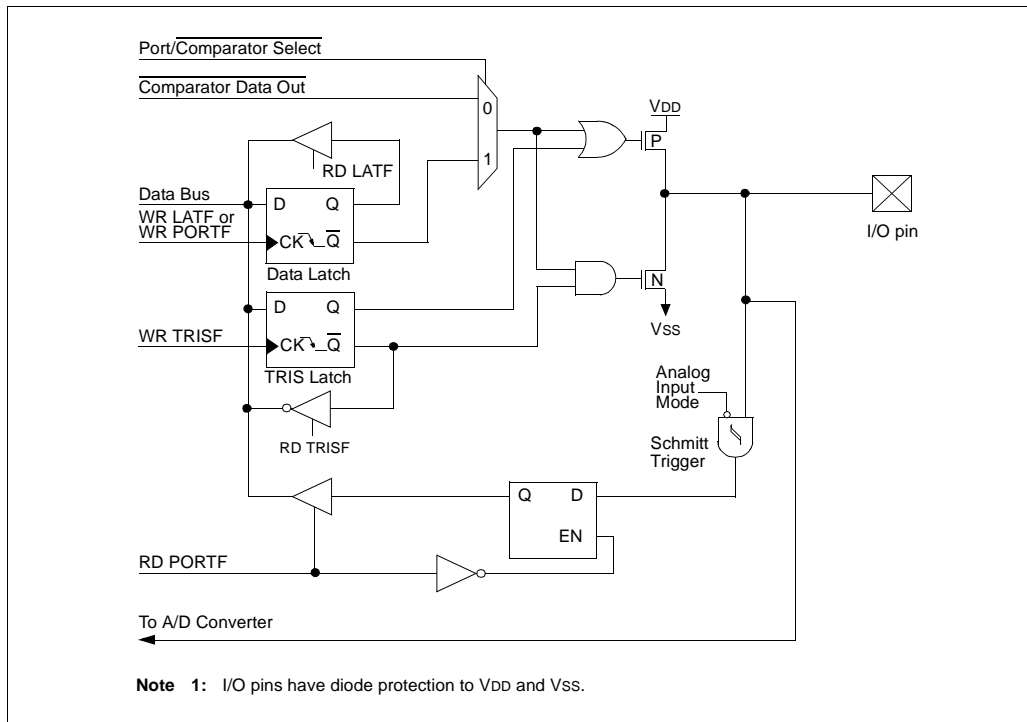 Port/Comparator Select
Comparator Data Out
0
VDD
P
RD LATF
1
Data Bus
D Q
WR LATF or
WR PORTF
CK Q
I/O pin
Data Latch
N
D Q
VSS
WR TRISF
CK Q
TRIS Latch
Analog
Input
Mode
RD TRISF
Schmitt
Trigger
Q D
EN
RD PORTF
To A/D Converter
Note 1: I/O pins have diode protection to VDD and VSS.